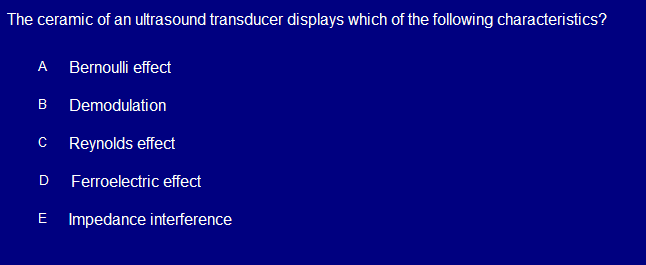 The ceramic of an ultrasound transducer displays which of the following characteristics?
A Bernoulli effect
B Demodulation
C Reynolds effect
D Ferroelectric effect
E Impedance interference